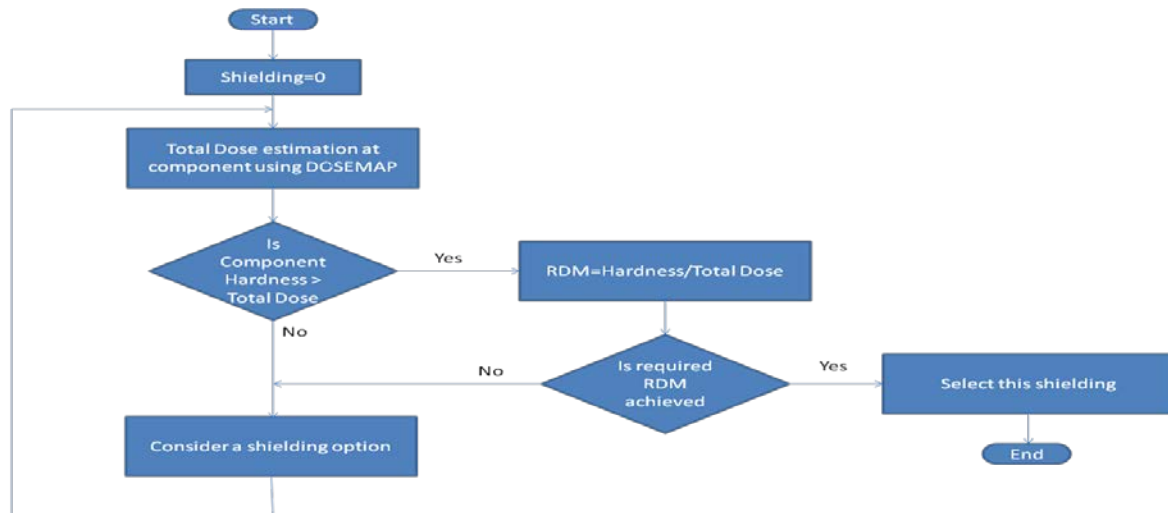 Start
Shielding=0
Total Dose estimation at
component using DOSEMAP
Is
Component
Hardness >
Total Dose
Yes
RDM=Hardness/Total Dose
No
Is required
RDM
achieved
No
Yes
Select this shielding
Consider a shielding option
End